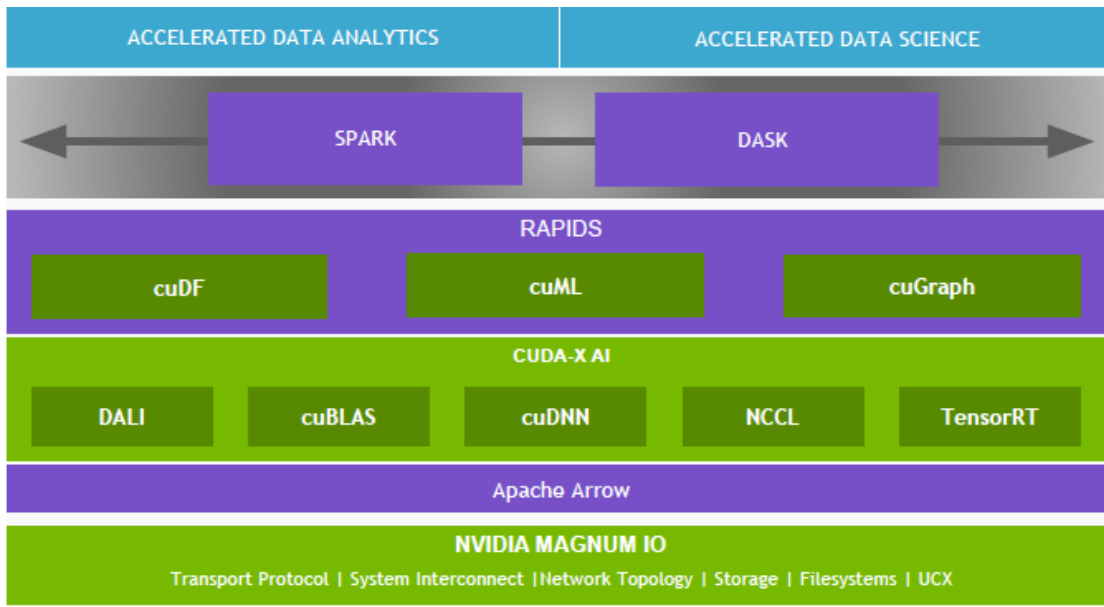 ACCELERATED DATA ANALYTICS
ACCELERATED DATA SCIENCE
SPARK
DASK
RAPIDS
cuDF
cuML
cuGraph
CUDA-X AI
DALI
cuBLAS
cuDNN
NCCL
TensorRT
Apache Arrow
NVIDIA MAGNUM IO
Transport Protocol | System Interconnect |Network Topology | Storage | Filesystems | UCX